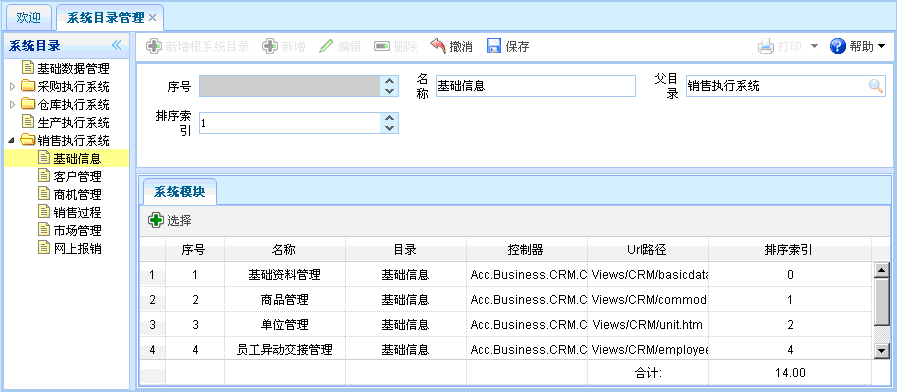 欢迎 系统目录管理
系统目录
基础数据管理
采购执行系统
仓库执行系统
生产执行系统
销售执行系统
基础信息
客户管理
商机管理
销售过程
市场管理
网上报销
新增根系统目录 新增 编辑 删除 撤消 保存 打印 帮助
序号 名称 基础信息 父目录 销售执行系统
排序索引 1
系统模块
选择
序号 名称 目录 控制器 Url路径 排序索引
1 1 基础资料管理 基础信息 Acc.Business.CRM.C Views/CRM/basicdata 0
2 2 商品管理 基础信息 Acc.Business.CRM.C Views/CRM/commod 1
3 3 单位管理 基础信息 Acc.Business.CRM.C Views/CRM/unit.htm 2
4 4 员工异动交接管理 基础信息 Acc.Business.CRM.C Views/CRM/employee 4
合计: 14.00